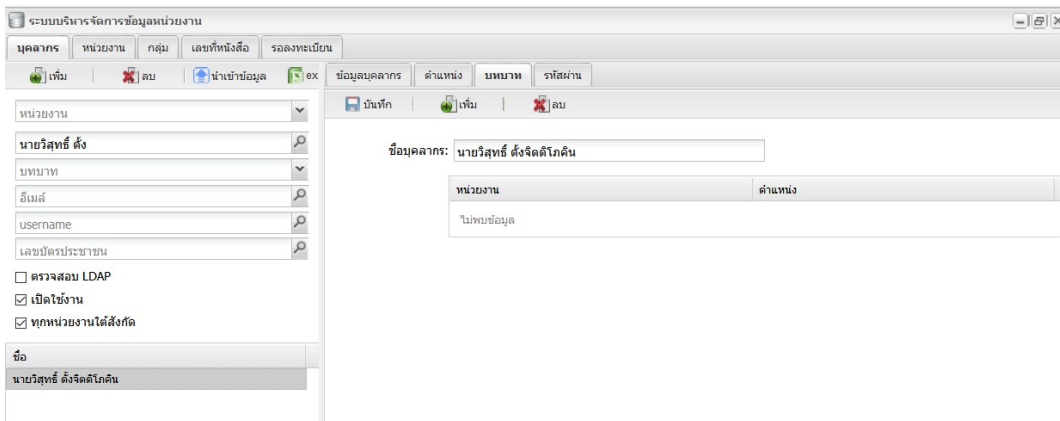 ระบบบริหารจัดการข้อมูลหน่วยงาน
บุคลากร หน่วยงาน กลุ่ม เลขที่หนังสือ รอลงทะเบียน
เพิ่ม ลบ นำเข้าข้อมูล ex
ข้อมูลบุคลากร ตำแหน่ง บทบาท รหัสผ่าน
บันทึก เพิ่ม ลบ
หน่วยงาน
นายวิสุทธิ์ ตั้ง
บทบาท
อีเมล์
username
เลขบัตรประชาชน
ตรวจสอบ LDAP
เปิดใช้งาน
ทุกหน่วยงานใต้สังกัด
ชื่อ
นายวิสุทธิ์ ตั้งจิตติโภคิน
ชื่อบุคลากร: นายวิสุทธิ์ ตั้งจิตติโภคิน
หน่วยงาน ตำแหน่ง
ไม่พบข้อมูล